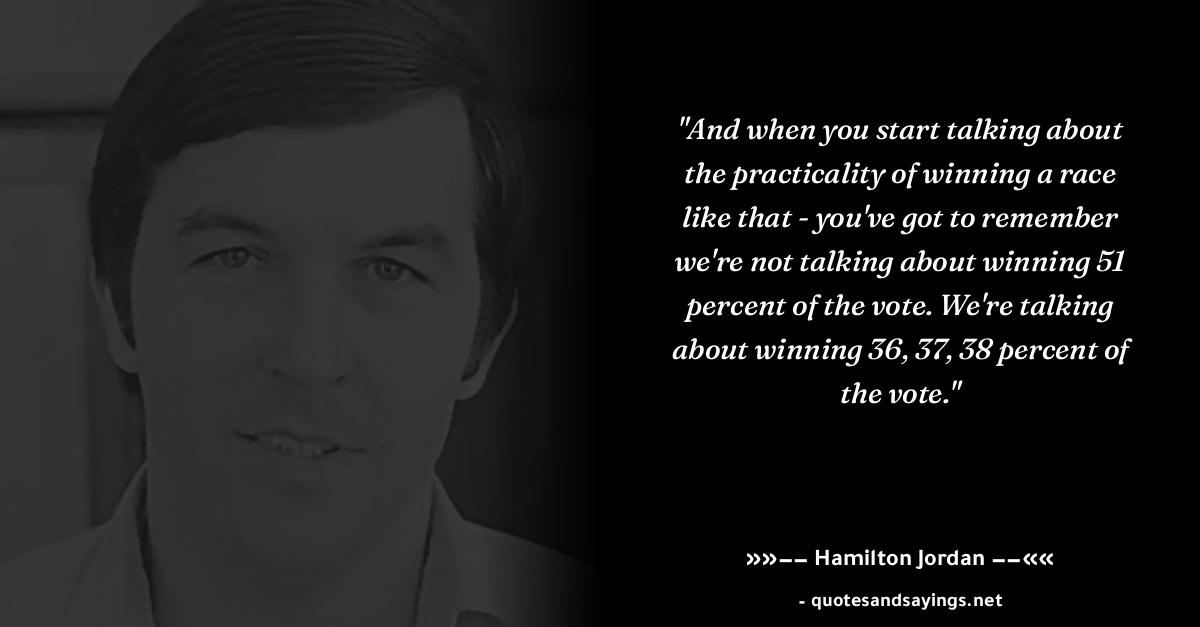 "And when you start talking about
the practicality of winning a race
like that - you've got to remember
we're not talking about winning 51
percent of the vote. We're talking
about winning 36, 37, 38 percent of
the vote."
»»–– Hamilton Jordan ––««
- quotesandsayings.net